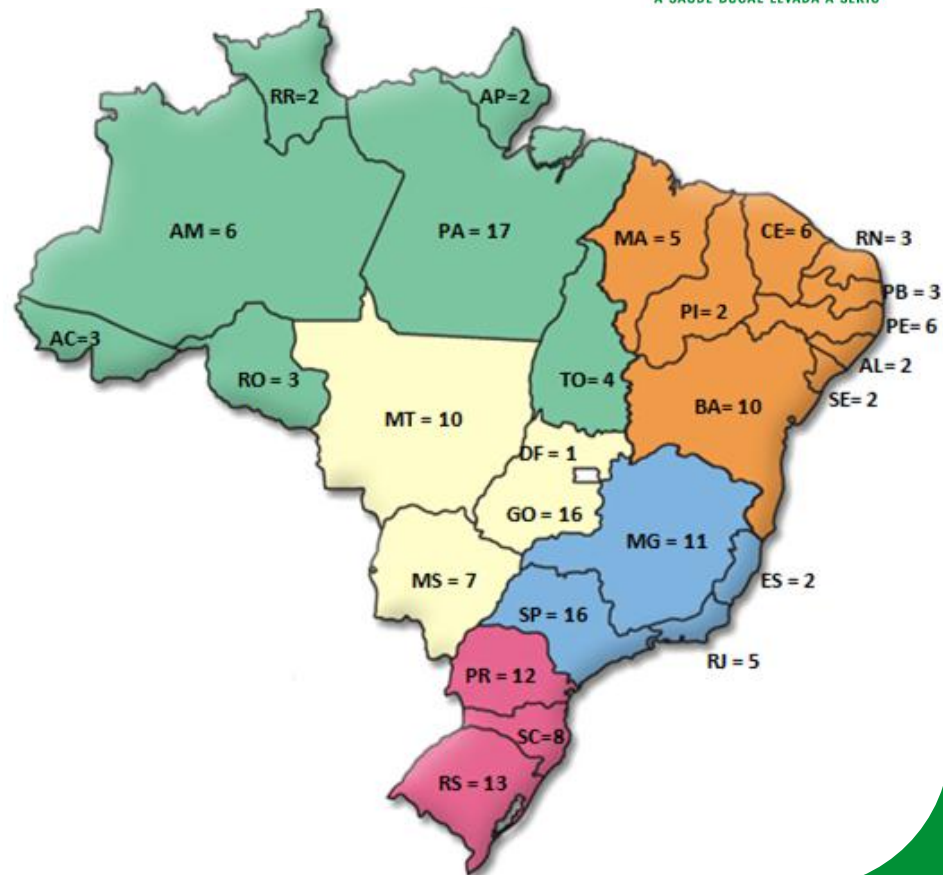 A SAÚDE BUCAL LEVADA A SÉRIO
RR=2
AP=2
AM = 6
PA = 17
MA = 5
CE= 6
RN= 3
PB = 3
PI= 2
PE= 6
AC=3
AL= 2
RO = 3
TO= 4
SE= 2
BA= 10
MT = 10
DF = 1
GO = 16
MG = 11
MS = 7
ES = 2
SP = 16
RJ = 5
PR = 12
SC=8
RS = 13